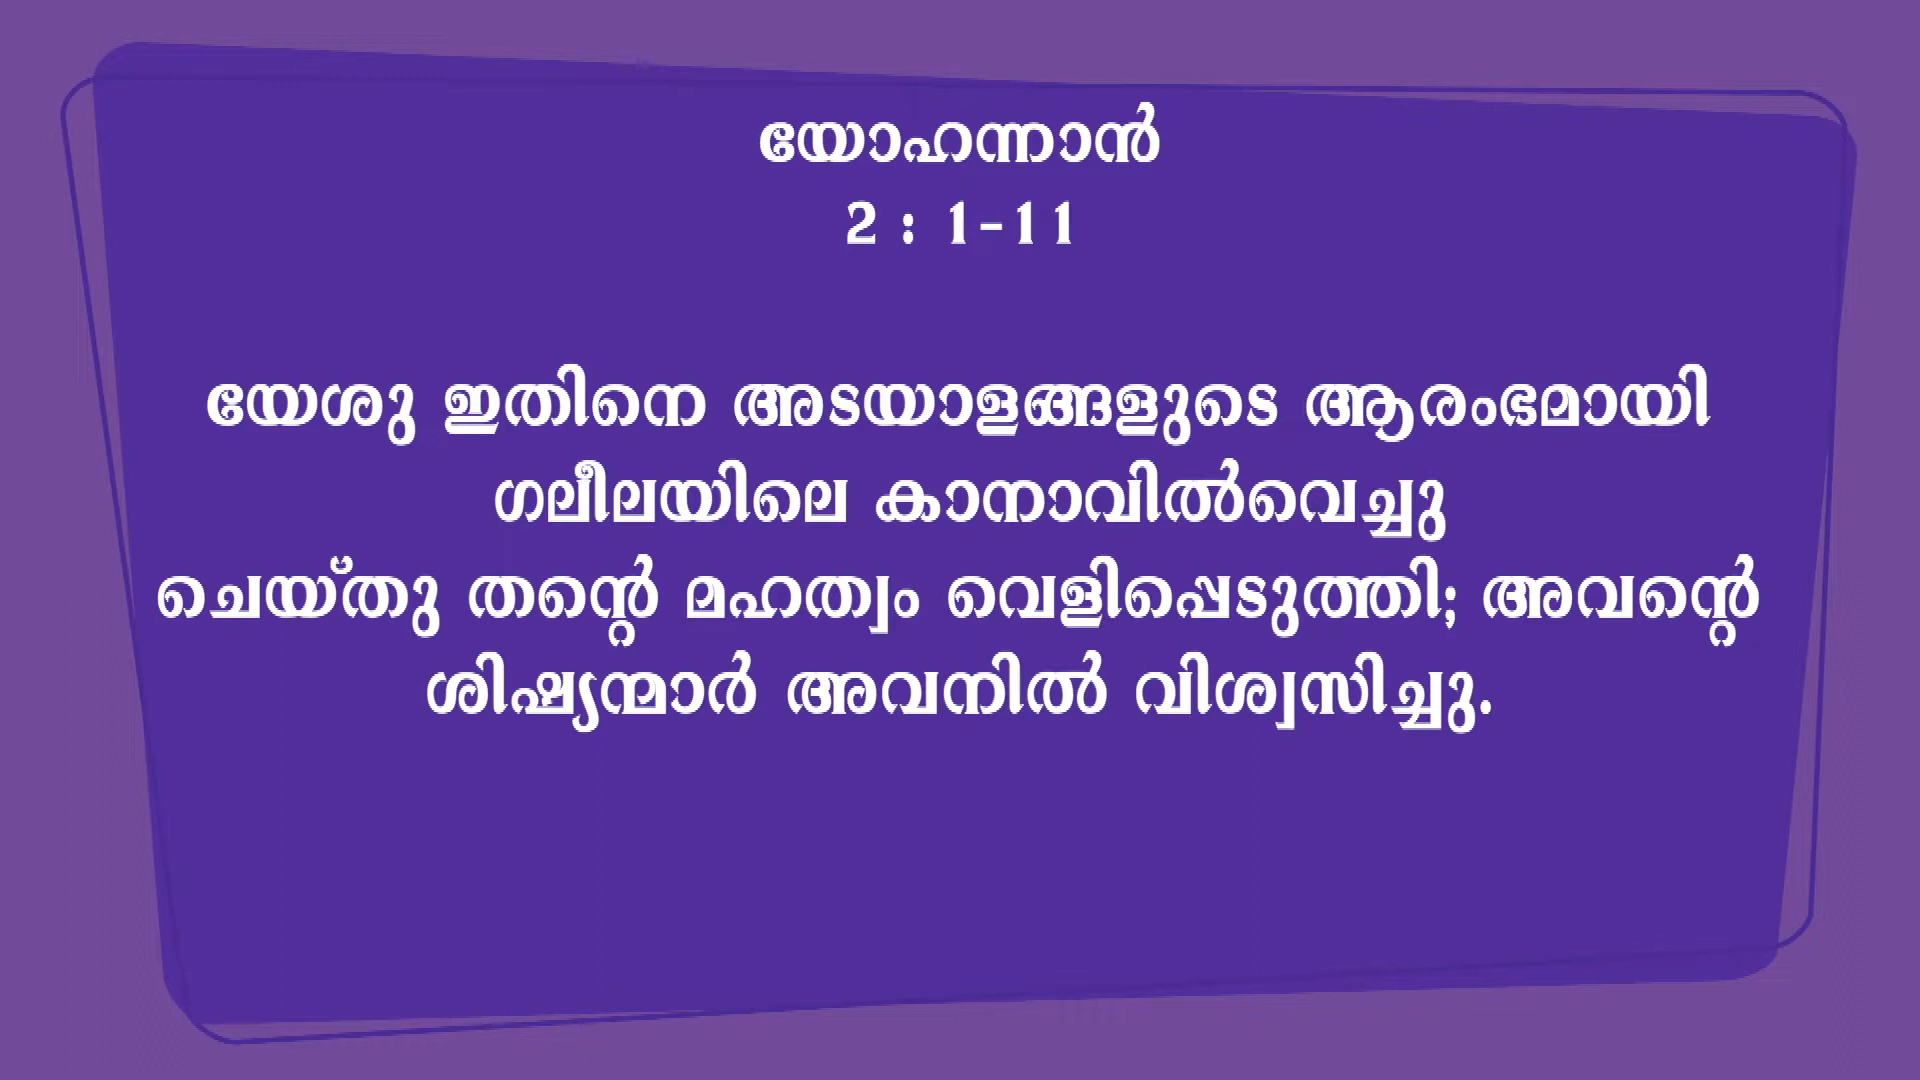 യോഹന്നാൻ
2 : 1-11
യേശു ഇതിനെ അടയാളങ്ങളുടെ ആരംഭമായി
ഗലീലയിലെ കാനാവിൽവെച്ചു
ചെയ്തു തന്റെ മഹത്വം വെളിപ്പെടുത്തി; അവന്റെ
ശിഷ്യന്മാർ അവനിൽ വിശ്വസിച്ചു.